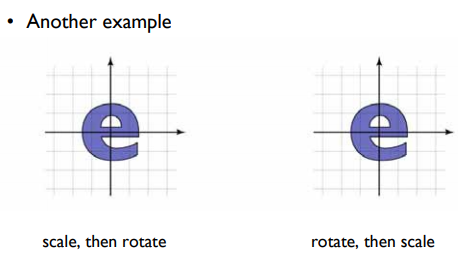 • Another example
e e
scale, then rotate rotate, then scale